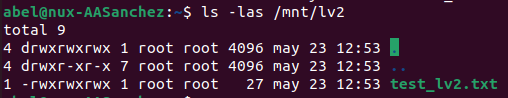 abel@nux-AASanchez:~$ ls -las /mnt/lv2
total 9
4 drwxrwxrwx 1 root root 4096 may 23 12:53 .
4 drwxr-xr-x 7 root root 4096 may 23 12:53 ..
1 -rwxrwxrwx 1 root root   27 may 23 12:53 test_lv2.txt